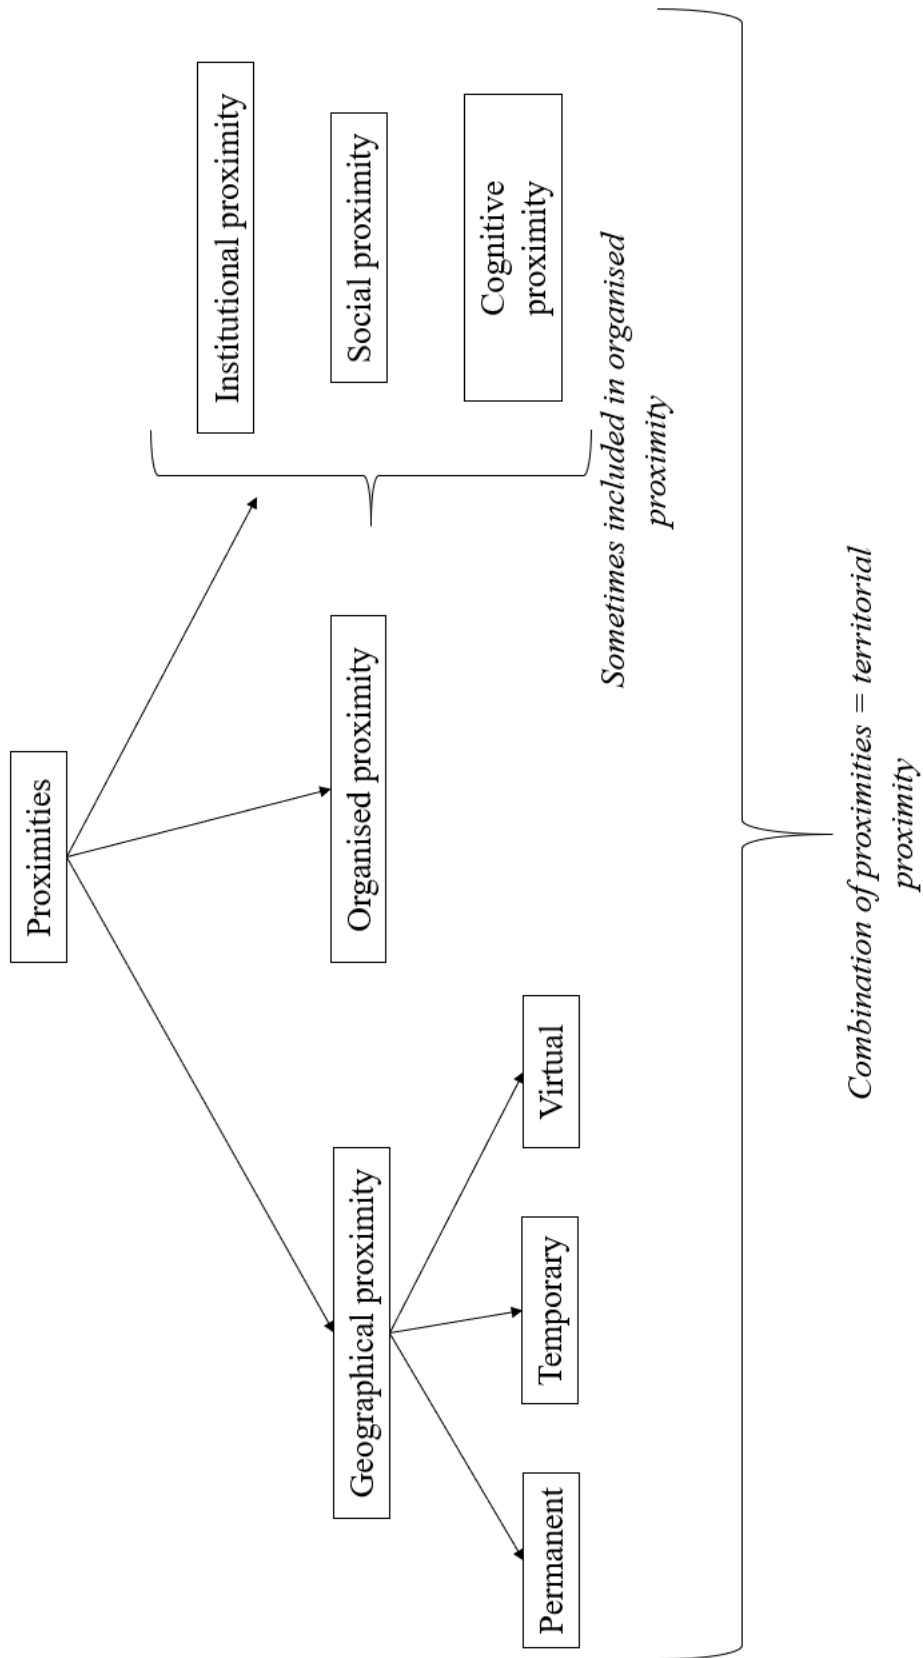 Proximities
Geographical proximity
Organised proximity
Institutional proximity
Social proximity
Cognitive
proximity
Permanent
Temporary
Virtual
Sometimes included in organised
proximity
Combination of proximities = territorial
proximity